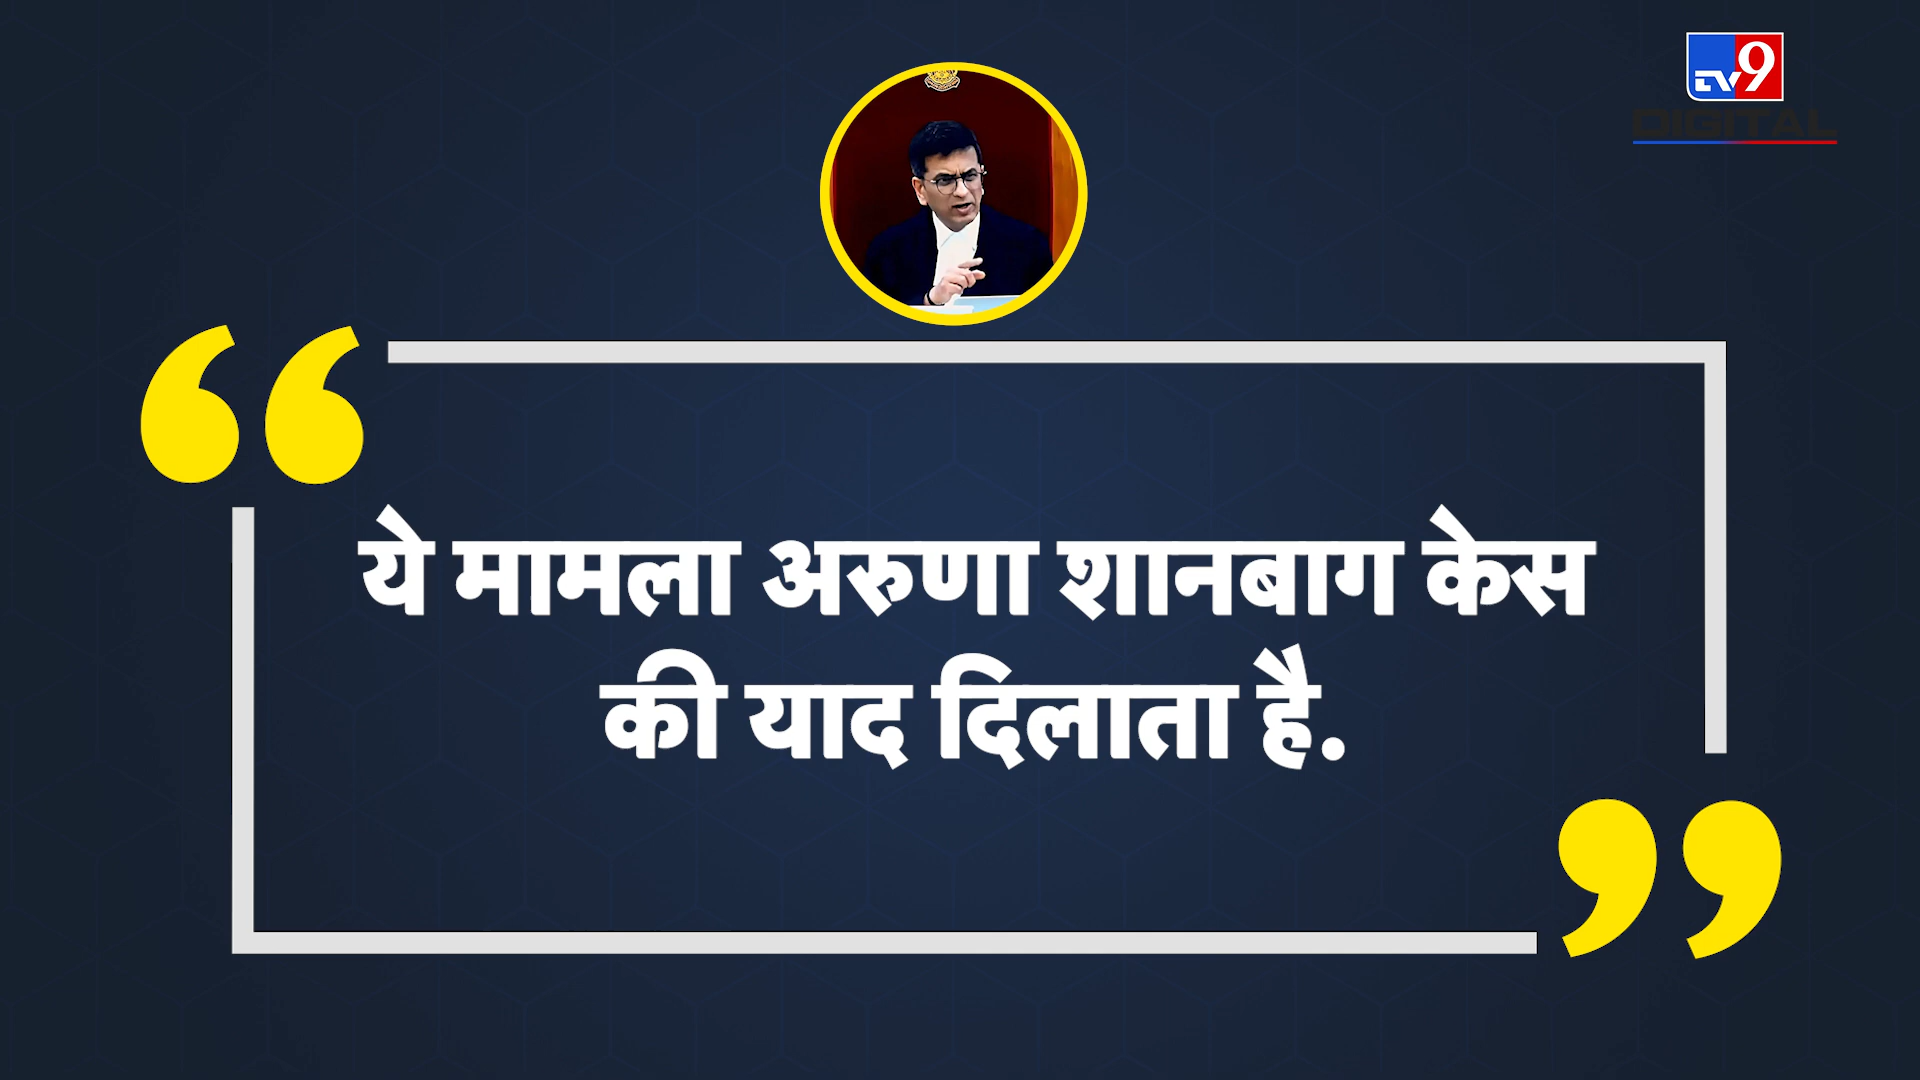 TV9
DIGITAL
ये मामला अरुणा शानबाग केस
की याद दिलाता है.